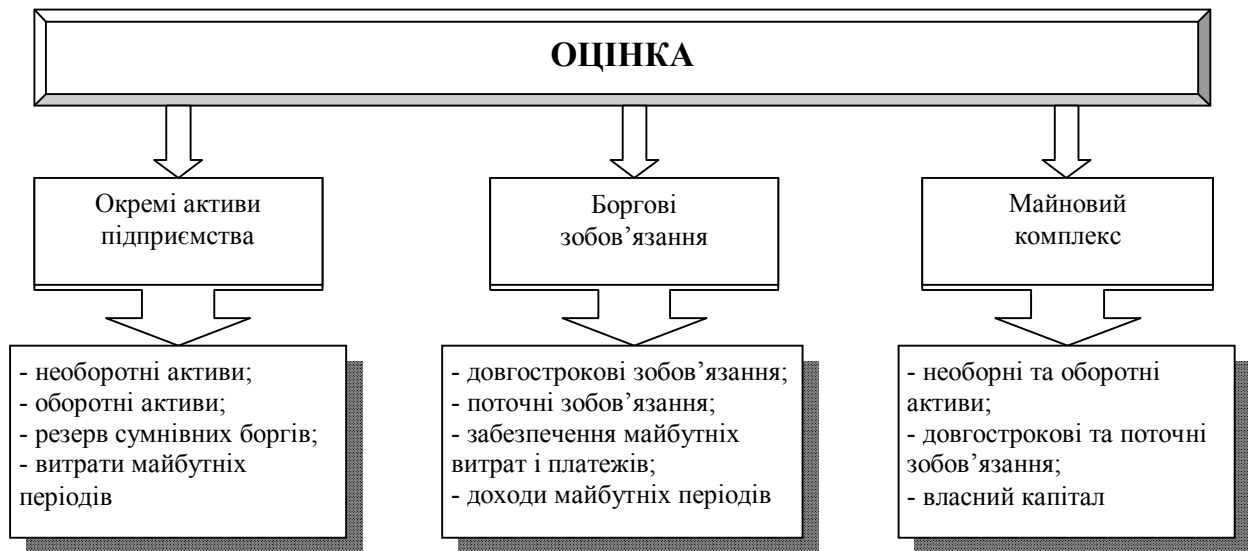 ОЦІНКА
Окремі активи
підприємства
- необоротні активи;
- оборотні активи;
- резерв сумнівних боргів;
- витрати майбутніх
періодів
Боргові
зобов’язання
- довгострокові зобов’язання;
- поточні зобов’язання;
- забезпечення майбутніх
витрат і платежів;
- доходи майбутніх періодів
Майновий
комплекс
- необорні та оборотні
активи;
- довгострокові та поточні
зобов’язання;
- власний капітал